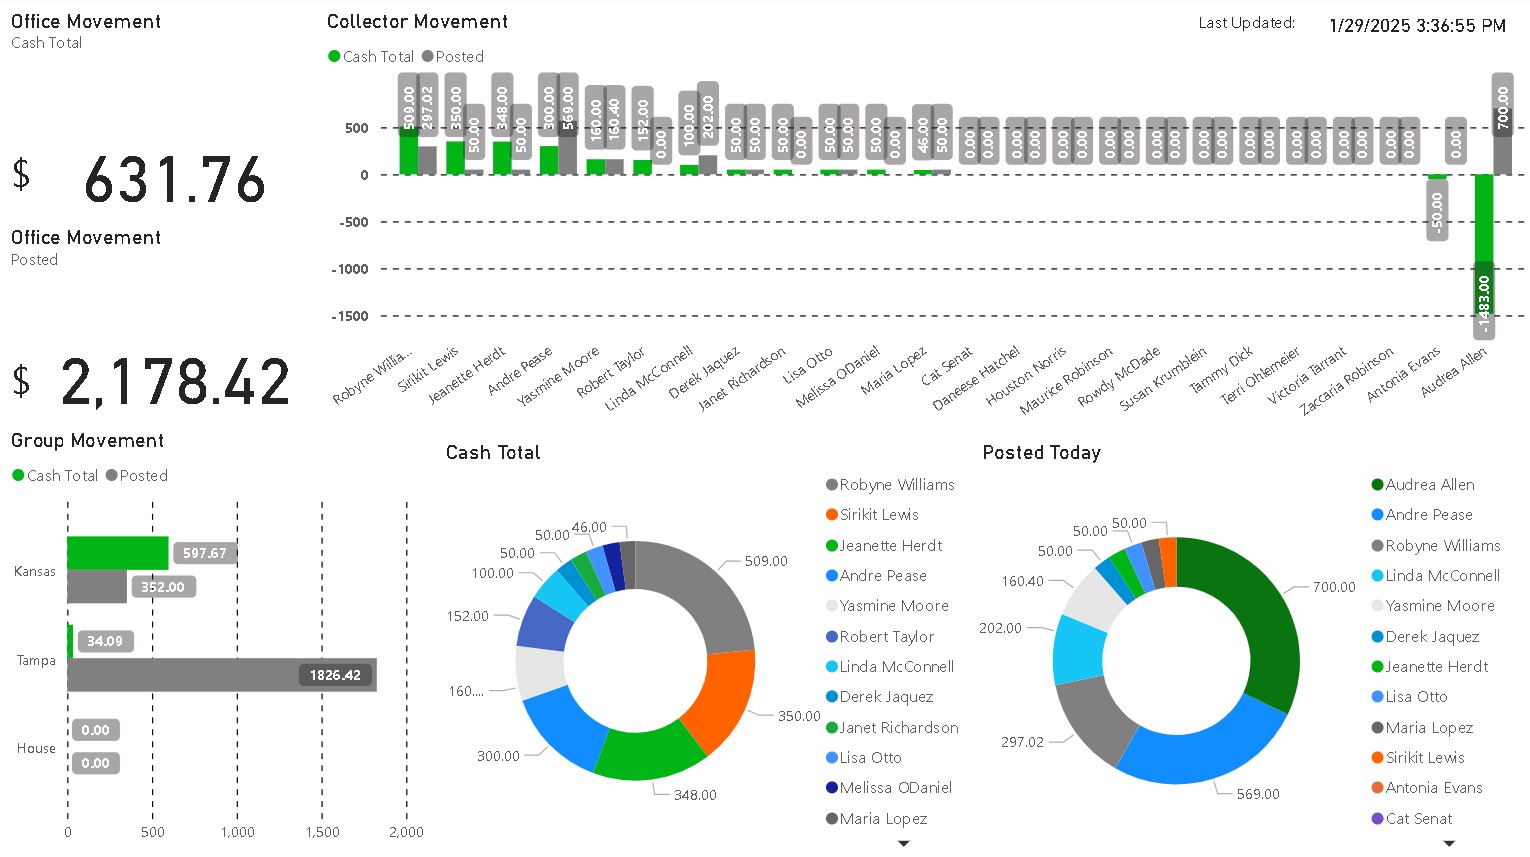 Office Movement
Cash Total
$ 631.76
Office Movement
Posted
$ 2,178.42
Collector Movement
Last Updated: 1/29/2025 3:36:55 PM
Cash Total Posted
500
0
-500
-1000
-1500
509.00 297.02
350.00 50.00
348.00 50.00
300.00 569.00
160.00 160.40
152.00 0.00
100.00 202.00
50.00 50.00
50.00 0.00
50.00 50.00
50.00 0.00
46.00 50.00
0.00 0.00
0.00 0.00
0.00 0.00
0.00 0.00
0.00 0.00
0.00 0.00
0.00 0.00
0.00 0.00
0.00 0.00
0.00 0.00
-50.00 0.00
-1483.00 700.00
Robyne Willia...
Sirikit Lewis
Jeanette Herdt
Andre Pease
Yasmine Moore
Robert Taylor
Linda McConnell
Derek Jaquez
Janet Richardson
Lisa Otto
Melissa ODaniel
Maria Lopez
Cat Senat
Daneese Hatchel
Houston Norris
Maurice Robinson
Rowdy McDade
Susan Krumblein
Tammy Dick
Terri Ohlemeier
Victoria Tarrant
Zaccaria Robinson
Antonia Evans
Audrea Allen
Group Movement
Cash Total Posted
Kansas
597.67
352.00
Tampa
34.09
1826.42
House
0.00
0.00
0 500 1,000 1,500 2,000
Cash Total
509.00
350.00
348.00
300.00
160....
152.00
100.00
50.00
50.00
46.00
Robyne Williams
Sirikit Lewis
Jeanette Herdt
Andre Pease
Yasmine Moore
Robert Taylor
Linda McConnell
Derek Jaquez
Janet Richardson
Lisa Otto
Melissa ODaniel
Maria Lopez
Posted Today
700.00
569.00
297.02
202.00
160.40
50.00
50.00
50.00
Audrea Allen
Andre Pease
Robyne Williams
Linda McConnell
Yasmine Moore
Derek Jaquez
Jeanette Herdt
Lisa Otto
Maria Lopez
Sirikit Lewis
Antonia Evans
Cat Senat